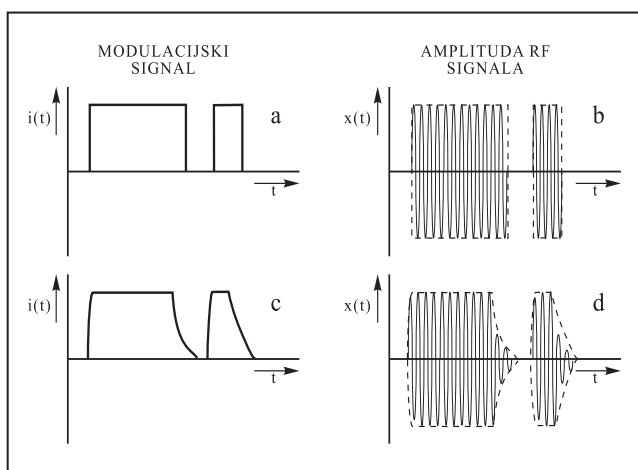 MODULACIJSKI
SIGNAL
AMPLITUDA RF
SIGNALA
i(t)
a
t
x(t)
b
t
i(t)
c
t
x(t)
d
t